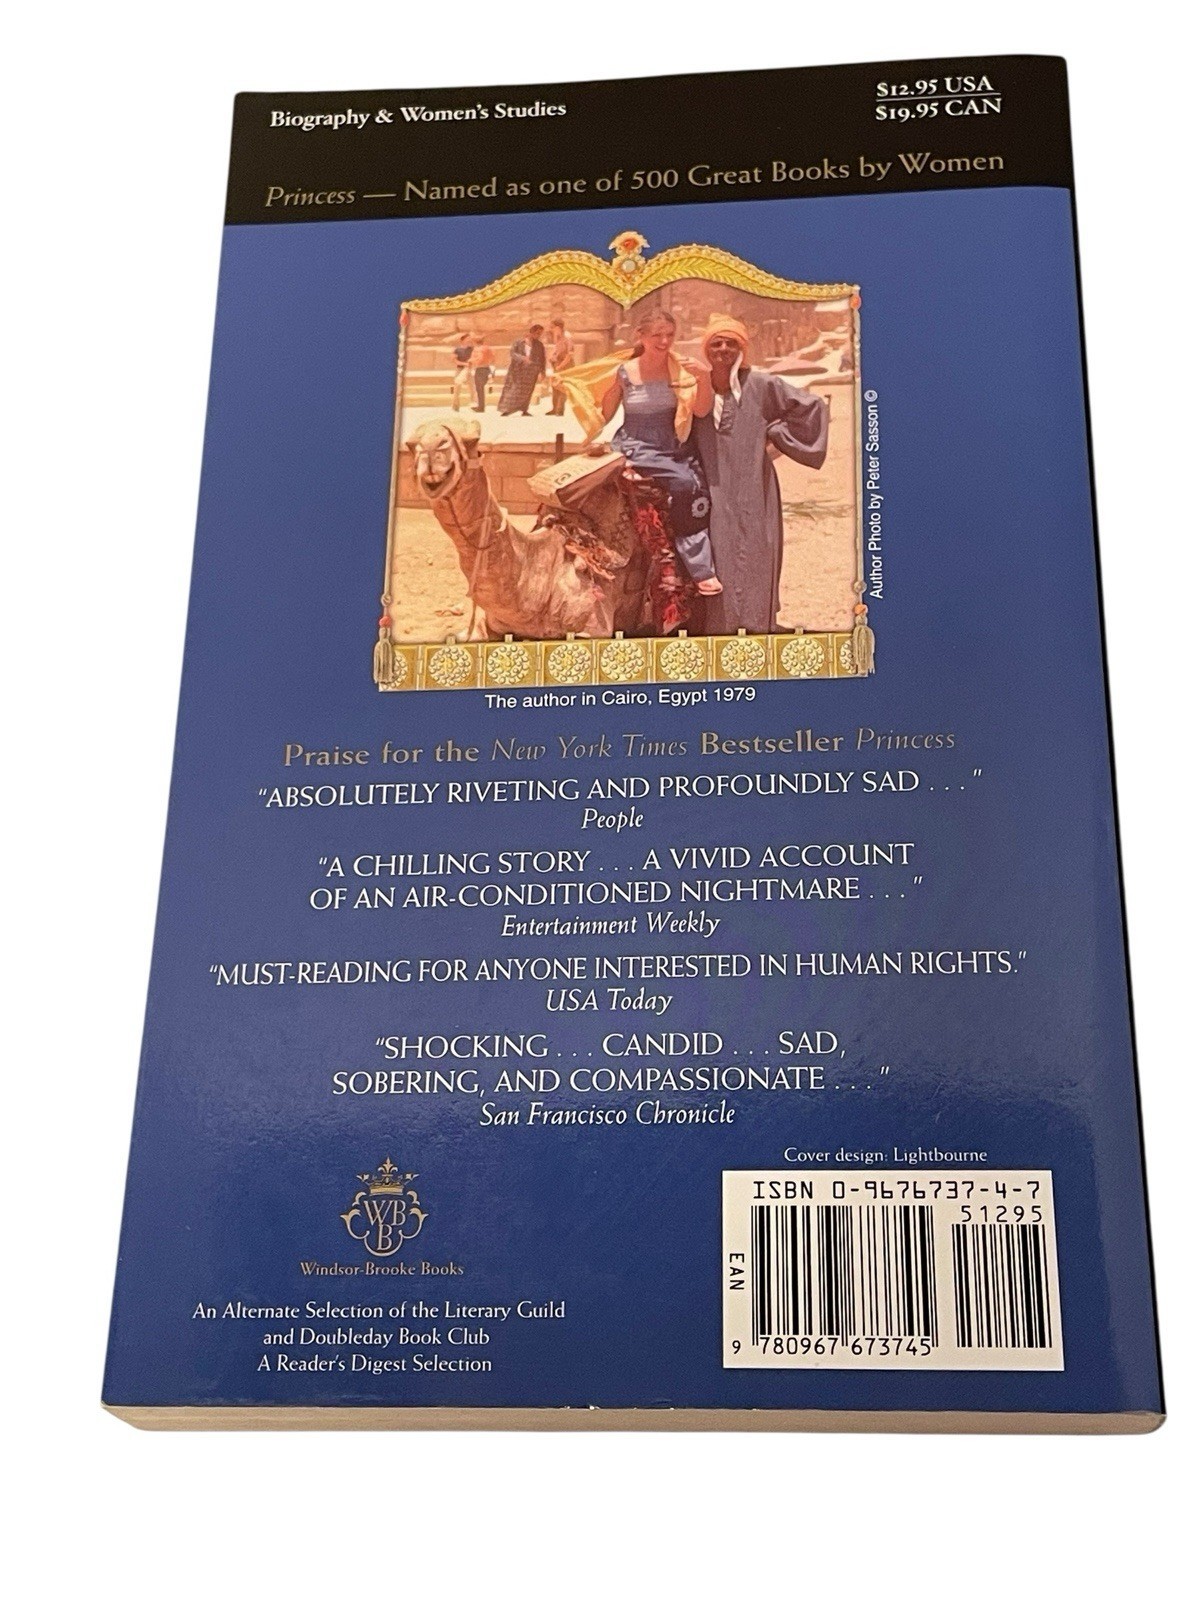 Biography & Women's Studies
$12.95 USA
$19.95 CAN
Princess — Named as one of 500 Great Books by Women
Author Photo by Peter Sasson ©
The author in Cairo, Egypt 1979
Praise for the New York Times Bestseller Princess
"ABSOLUTELY RIVETING AND PROFOUNDLY SAD . . ."
People
"A CHILLING STORY . . . A VIVID ACCOUNT
OF AN AIR-CONDITIONED NIGHTMARE . . ."
Entertainment Weekly
"MUST-READING FOR ANYONE INTERESTED IN HUMAN RIGHTS."
USA Today
"SHOCKING . . . CANDID . . . SAD,
SOBERING, AND COMPASSIONATE . . ."
San Francisco Chronicle
WBB
Windsor-Brooke Books
An Alternate Selection of the Literary Guild
and Doubleday Book Club
A Reader's Digest Selection
Cover design: Lightbourne
ISBN 0-9676737-4-7
51295
EAN
9 780967 673745